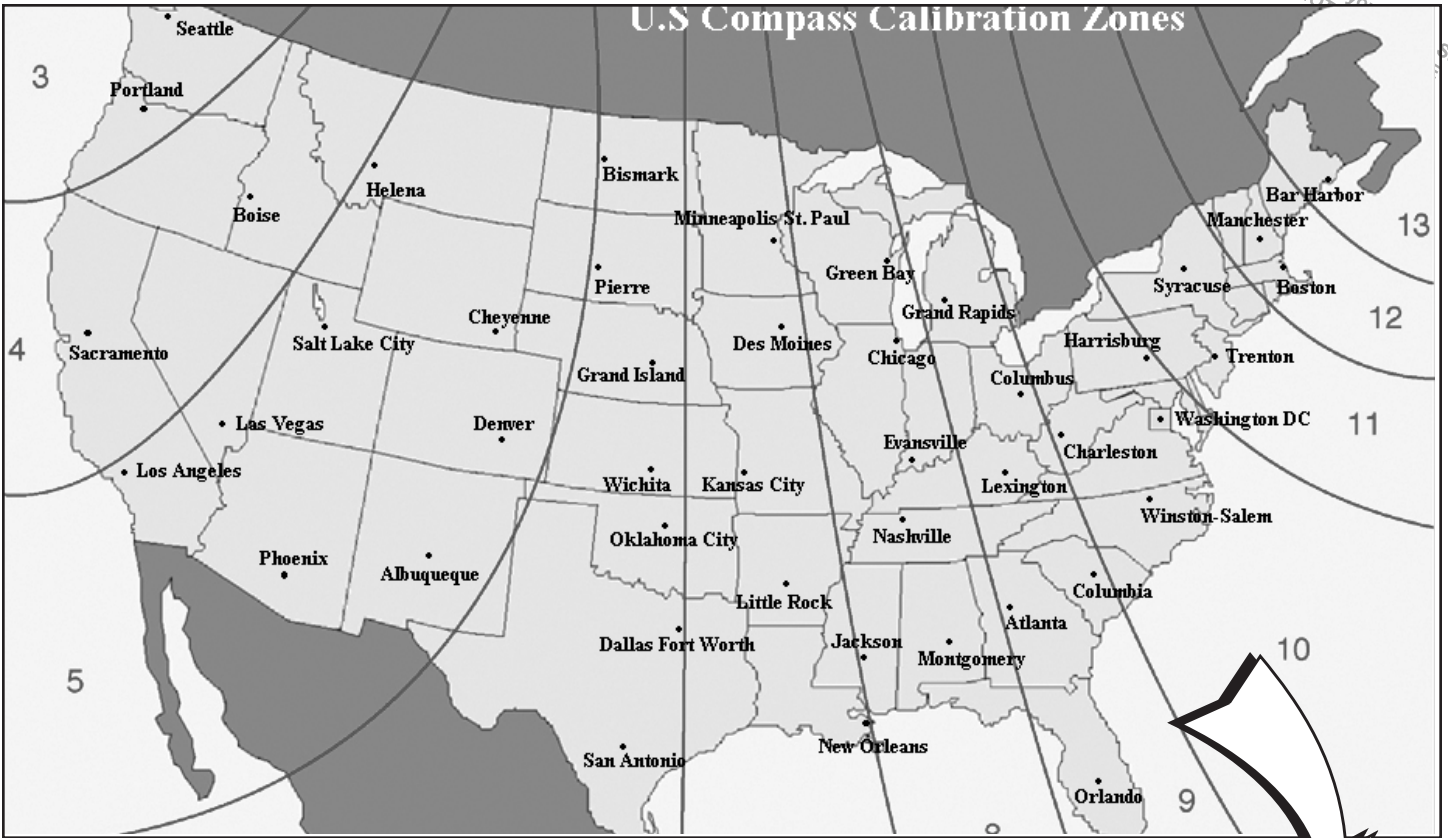 U.S Compass Calibration Zones
Seattle
3
Portland
Bismark
Helena
Boise
Bar Harbor
Minneapolis St. Paul
Manchester
13
Green Bay
Pierre
Syracuse
Boston
Grand Rapids
Cheyenne
12
Salt Lake City
Des Moines
Harrisburg
4
Sacramento
Chicago
Trenton
Grand Island
Columbus
Las Vegas
Denver
Washington DC
11
Evansville
Charleston
Los Angeles
Wichita
Kansas City
Lexington
Winston-Salem
Oklahoma City
Nashville
Phoenix
Albuqueque
Columbia
Little Rock
Atlanta
Dallas Fort Worth
Jackson
10
Montgomery
5
New Orleans
San Antonio
Orlando
9